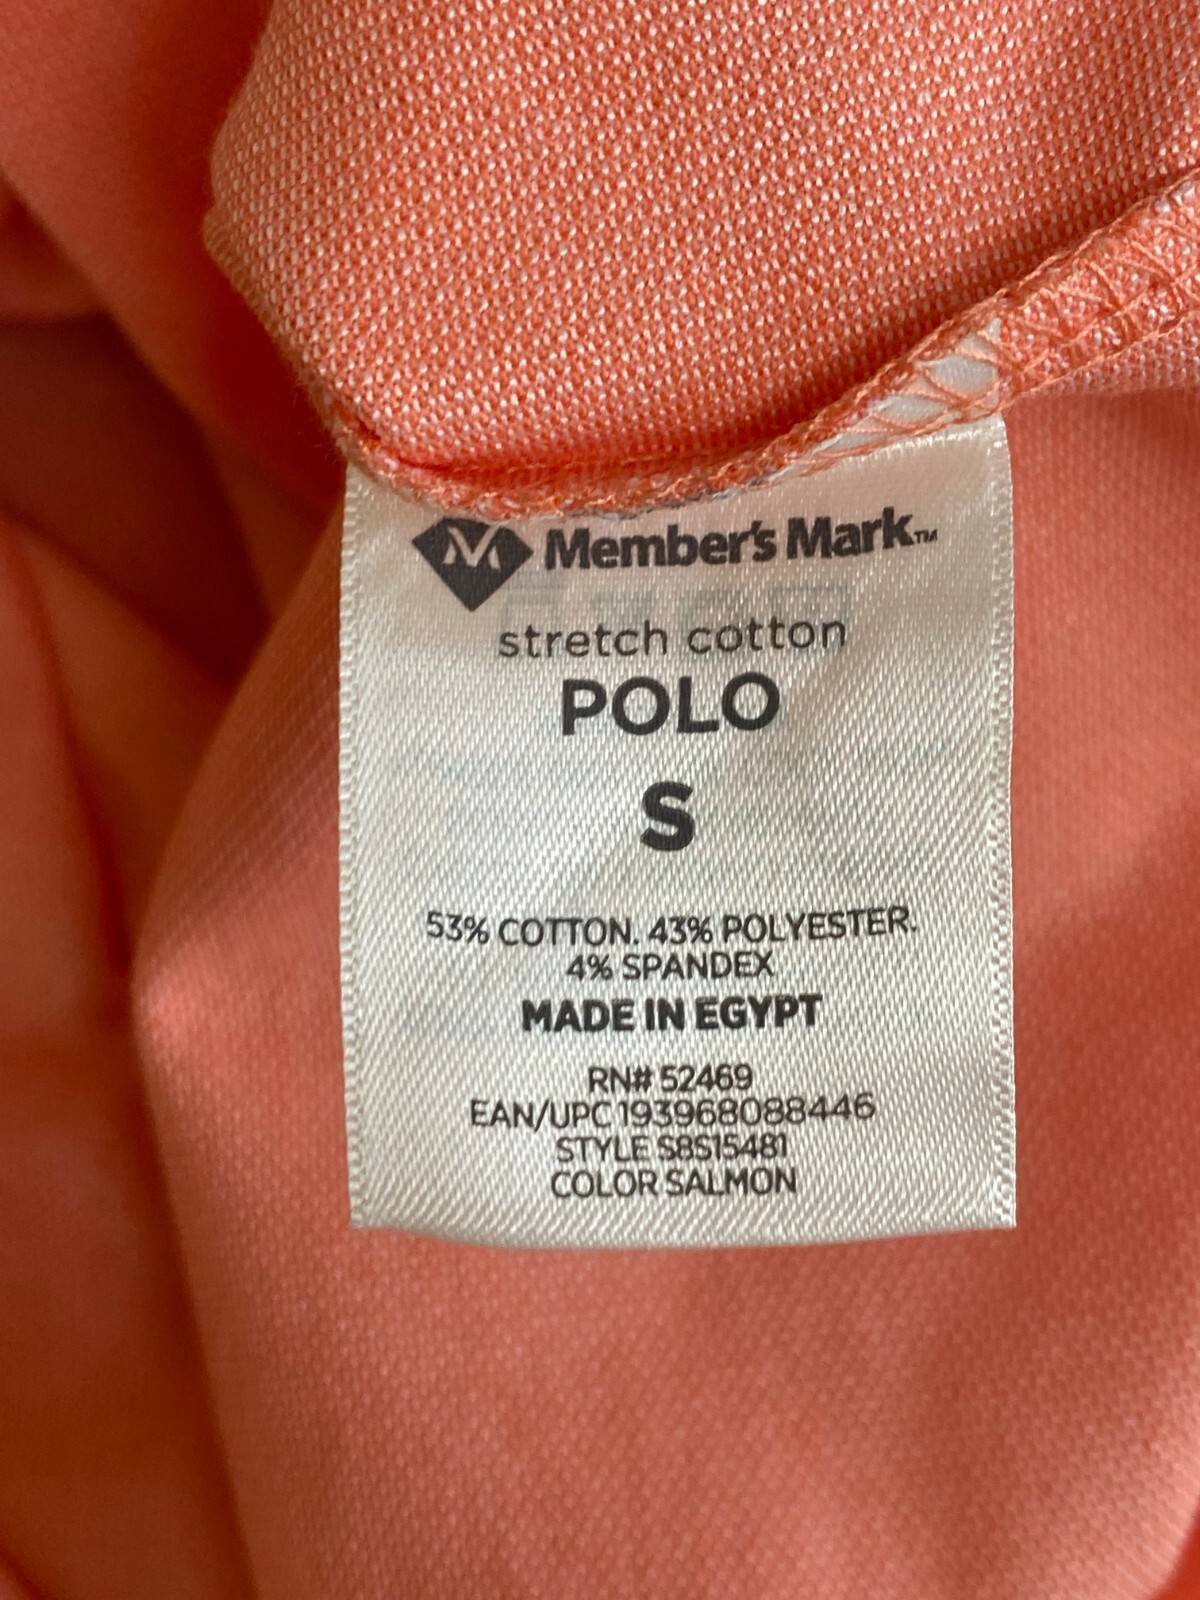 Member's Mark™
stretch cotton
POLO
S
53% COTTON. 43% POLYESTER.
4% SPANDEX
MADE IN EGYPT
RN# 52469
EAN/UPC 193968088446
STYLE S8S15481
COLOR SALMON